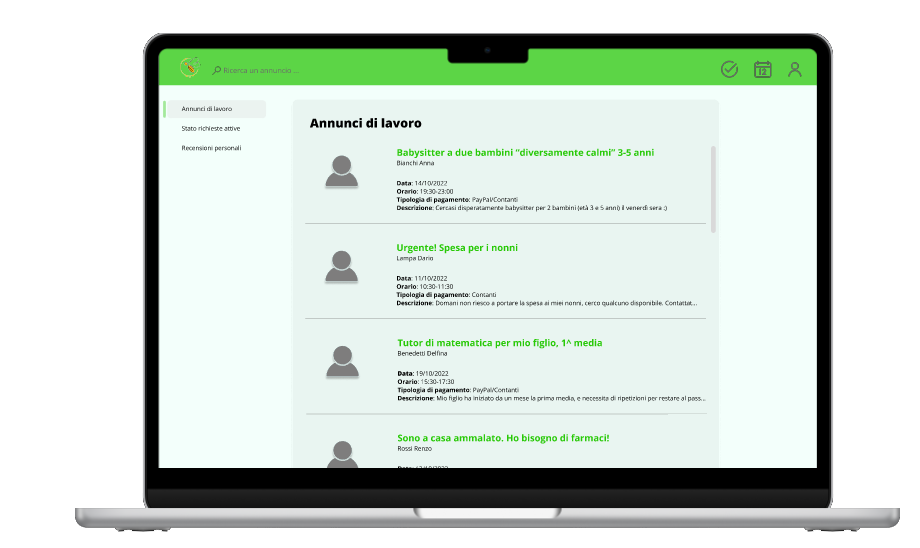 Ricerca un annuncio ...
12
Annunci di lavoro
Stato richieste attive
Recensioni personali
Annunci di lavoro
Babysitter a due bambini “diversamente calmi” 3-5 anni
Bianchi Anna
Data: 14/10/2022
Orario: 19:30-23:00
Tipologia di pagamento: PayPal/Contanti
Descrizione: Cercasi disperatamente babysitter per 2 bambini (età 3 e 5 anni) il venerdì sera :)
Urgente! Spesa per i nonni
Lampa Dario
Data: 11/10/2022
Orario: 10:30-11:30
Tipologia di pagamento: Contanti
Descrizione: Domani non riesco a portare la spesa ai miei nonni, cerco qualcuno disponibile. Contattat...
Tutor di matematica per mio figlio, 1^ media
Benedetti Delfina
Data: 19/10/2022
Orario: 15:30-17:30
Tipologia di pagamento: PayPal/Contanti
Descrizione: Mio figlio ha iniziato da un mese la prima media, e necessita di ripetizioni per restare al pass...
Sono a casa ammalato. Ho bisogno di farmaci!
Rossi Renzo